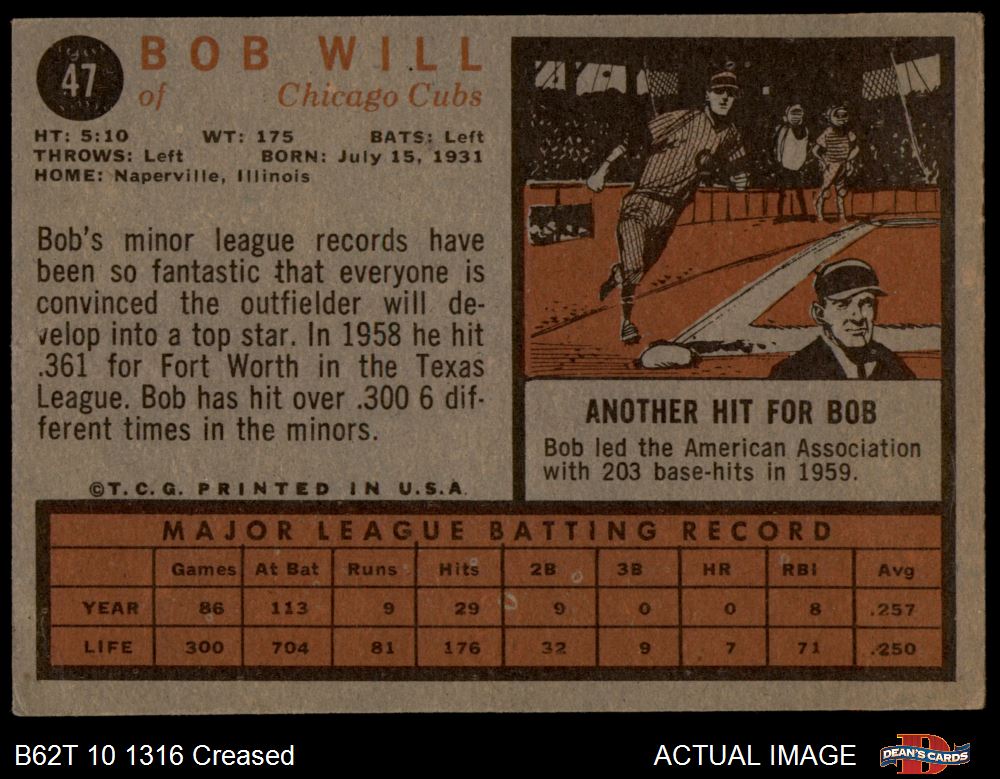 47
BOB WILL
of Chicago Cubs
HT: 5:10 WT: 175 BATS: Left
THROWS: Left BORN: July 15, 1931
HOME: Naperville, Illinois
Bob's minor league records have
been so fantastic that everyone is
convinced the outfielder will de-
velop into a top star. In 1958 he hit
.361 for Fort Worth in the Texas
League. Bob has hit over .300 6 dif-
ferent times in the minors.
©T.C.G. PRINTED IN U.S.A.
C
ANOTHER HIT FOR BOB
Bob led the American Association
with 203 base-hits in 1959.
MAJOR LEAGUE BATTING RECORD
Games At Bat Runs Hits 2B 3B HR RBI Avg
YEAR 86 113 9 29 9 0 0 8 .257
LIFE 300 704 81 176 32 9 7 71 .250
B62T 10 1316 Creased ACTUAL IMAGE DEAN'S CARDS